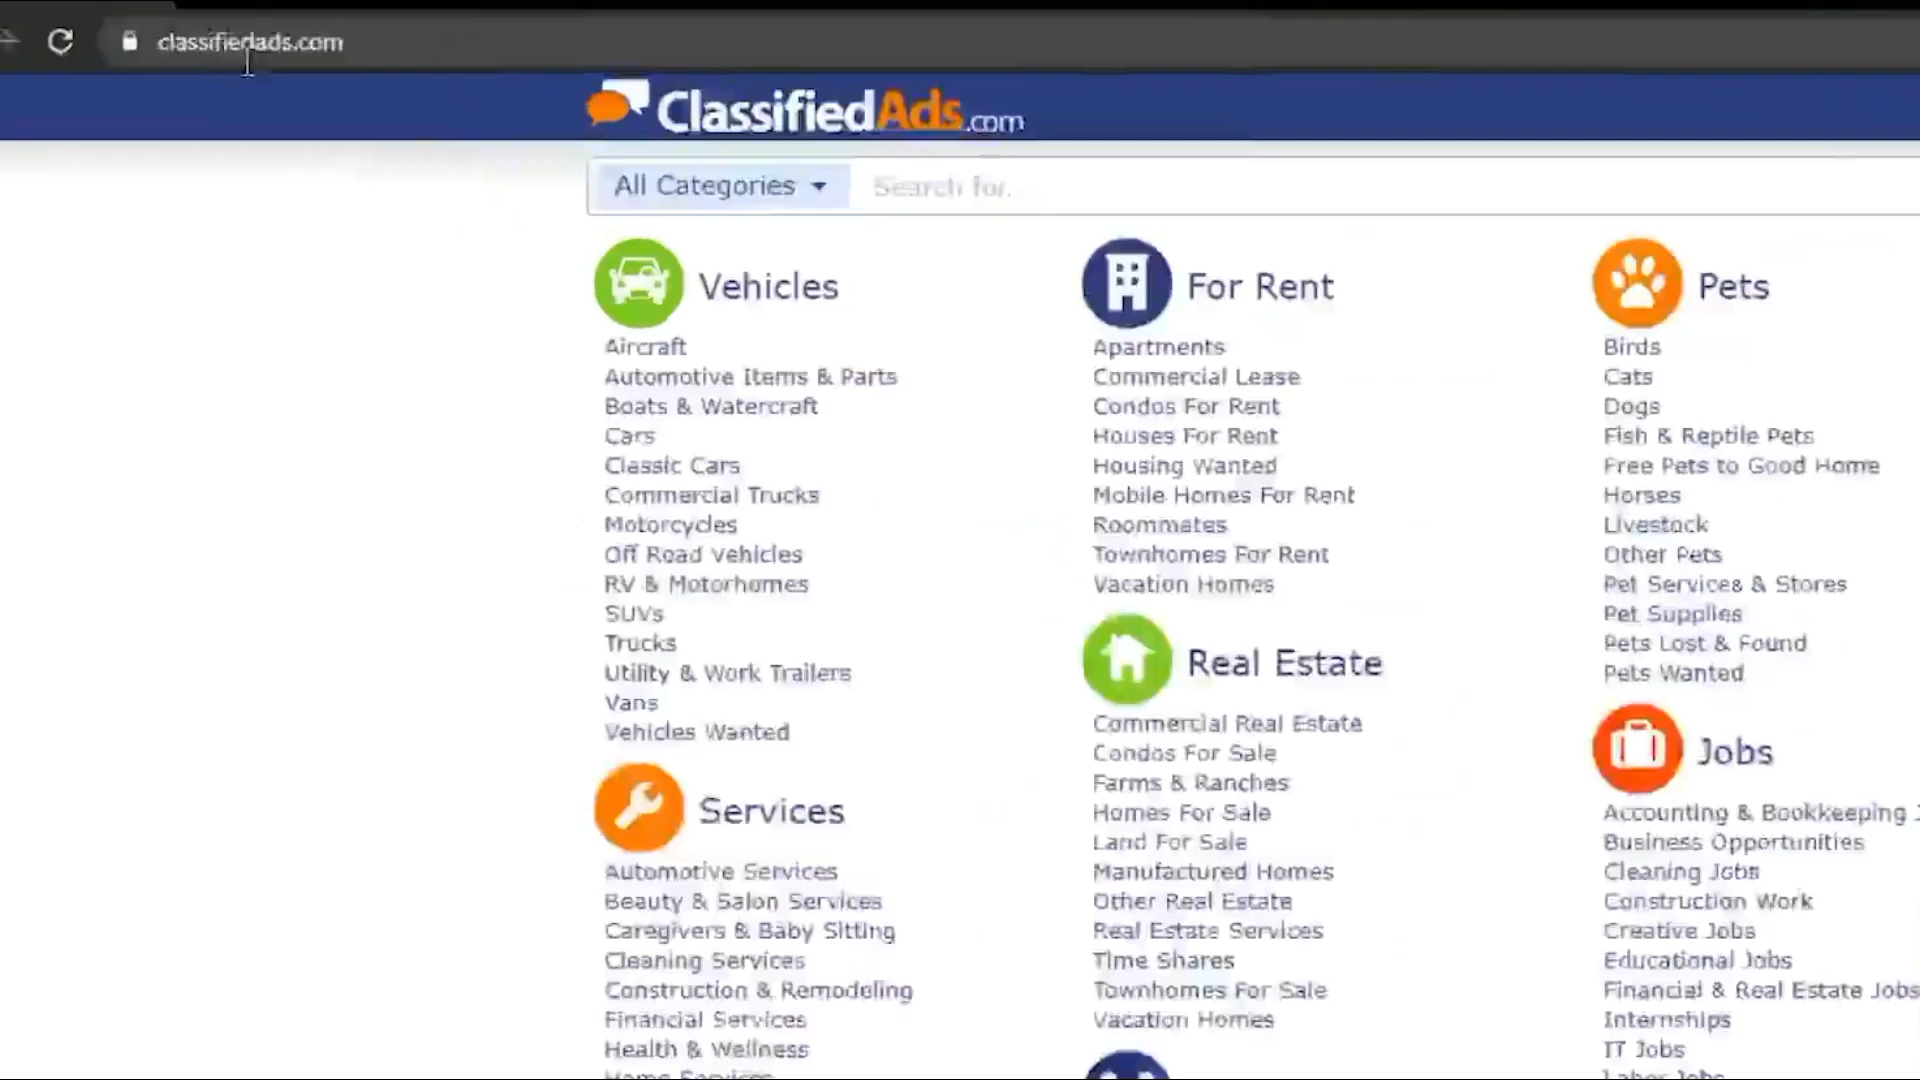 classifiedads.com
ClassifiedAds.com
All Categories
Search for...
Vehicles
Aircraft
Automotive Items & Parts
Boats & Watercraft
Cars
Classic Cars
Commercial Trucks
Motorcycles
Off Road Vehicles
RV & Motorhomes
SUVs
Trucks
Utility & Work Trailers
Vans
Vehicles Wanted
Services
Automotive Services
Beauty & Salon Services
Caregivers & Baby Sitting
Cleaning Services
Construction & Remodeling
Financial Services
Health & Wellness
Home Services
For Rent
Apartments
Commercial Lease
Condos For Rent
Houses For Rent
Housing Wanted
Mobile Homes For Rent
Roommates
Townhomes For Rent
Vacation Homes
Real Estate
Commercial Real Estate
Condos For Sale
Farms & Ranches
Homes For Sale
Land For Sale
Manufactured Homes
Other Real Estate
Real Estate Services
Time Shares
Townhomes For Sale
Vacation Homes
Pets
Birds
Cats
Dogs
Fish & Reptile Pets
Free Pets to Good Home
Horses
Livestock
Other Pets
Pet Services & Stores
Pet Supplies
Pets Lost & Found
Pets Wanted
Jobs
Accounting & Bookkeeping
Business Opportunities
Cleaning Jobs
Construction Work
Creative Jobs
Educational Jobs
Financial & Real Estate Jobs
Internships
IT Jobs
Labor Jobs